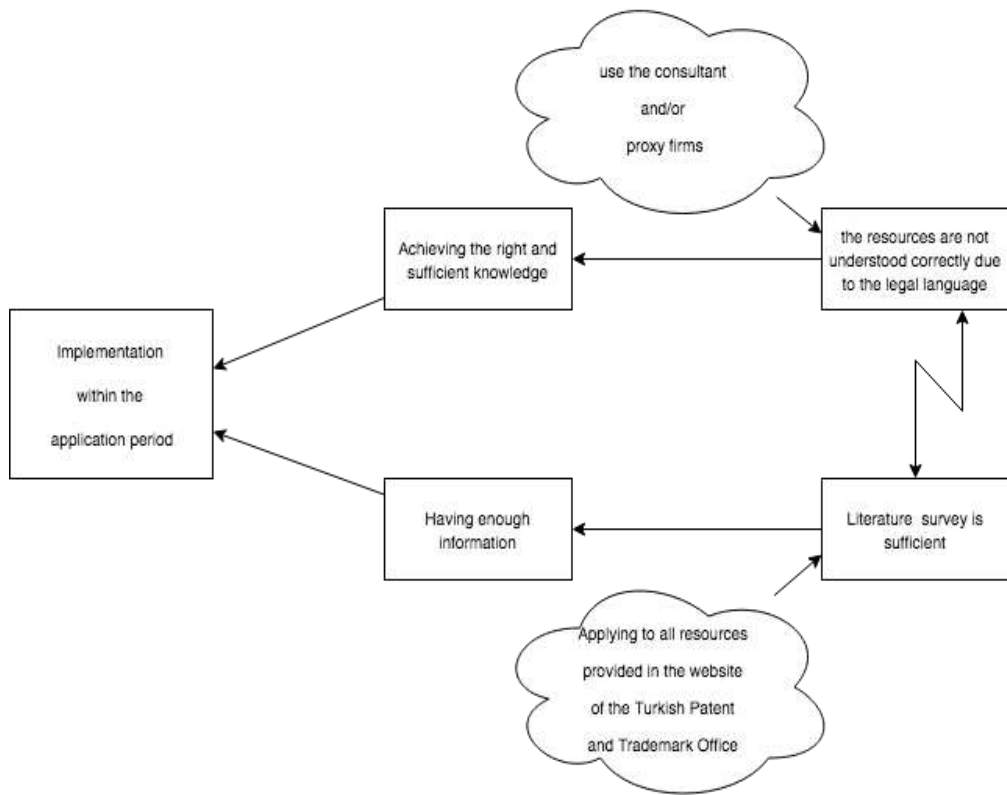 use the consultant
and/or
proxy firms
Achieving the right and
sufficient knowledge
the resources are not
understood correctly due
to the legal language
Implementation
within the
application period
Having enough
information
Literature survey is
sufficient
Applying to all resources
provided in the website
of the Turkish Patent
and Trademark Office